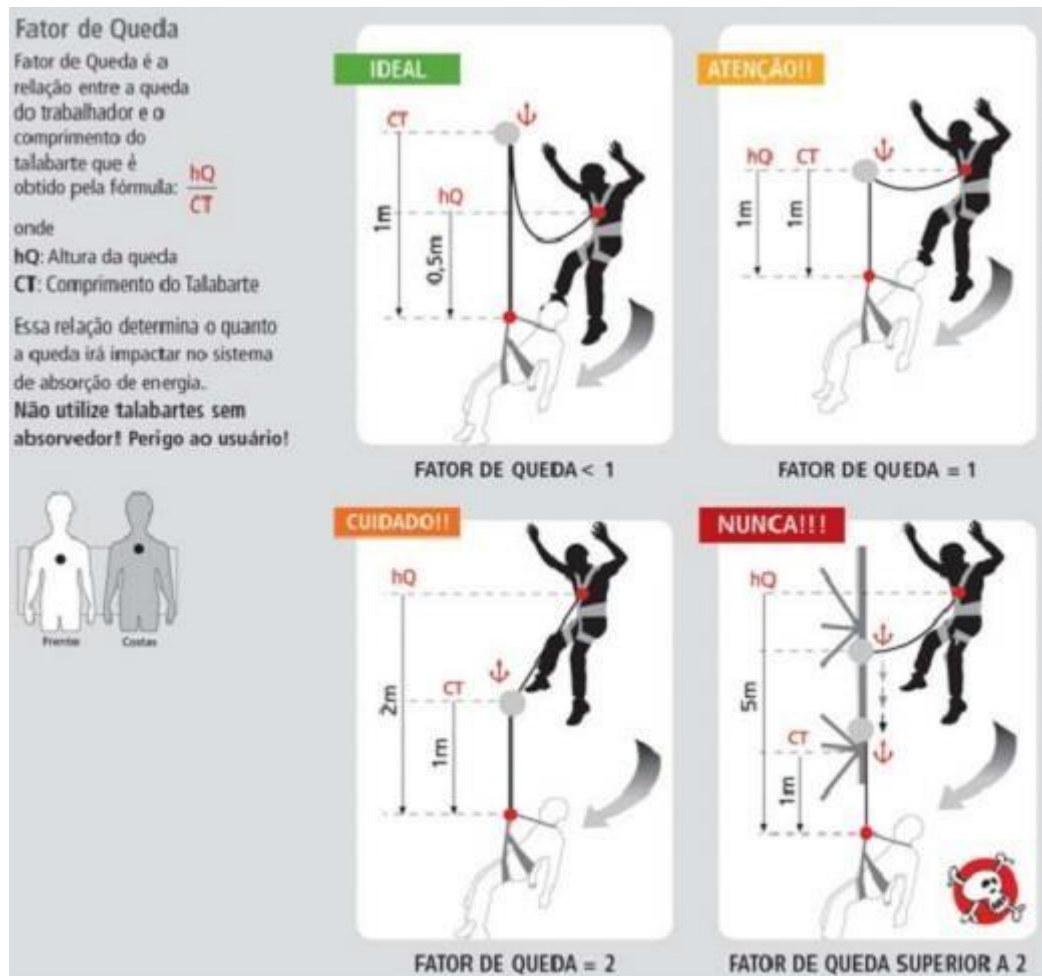 Fator de Queda
Fator de Queda é a
relação entre a queda
do trabalhador e o
comprimento do
talabarte que é
obtido pela fórmula: hQ
CT
onde
hQ: Altura da queda
CT: Comprimento do Talabarte
Essa relação determina o quanto
a queda irá impactar no sistema
de absorção de energia.
Não utilize talabartes sem
absorvedor! Perigo ao usuário!
Frente Costas
IDEAL
CT
hQ
1m
0,5m
FATOR DE QUEDA < 1
ATENÇÃO!!
hQ CT
1m 1m
FATOR DE QUEDA = 1
CUIDADO!!
hQ
CT
2m
1m
FATOR DE QUEDA = 2
NUNCA!!!
hQ
5m
CT
1m
FATOR DE QUEDA SUPERIOR A 2